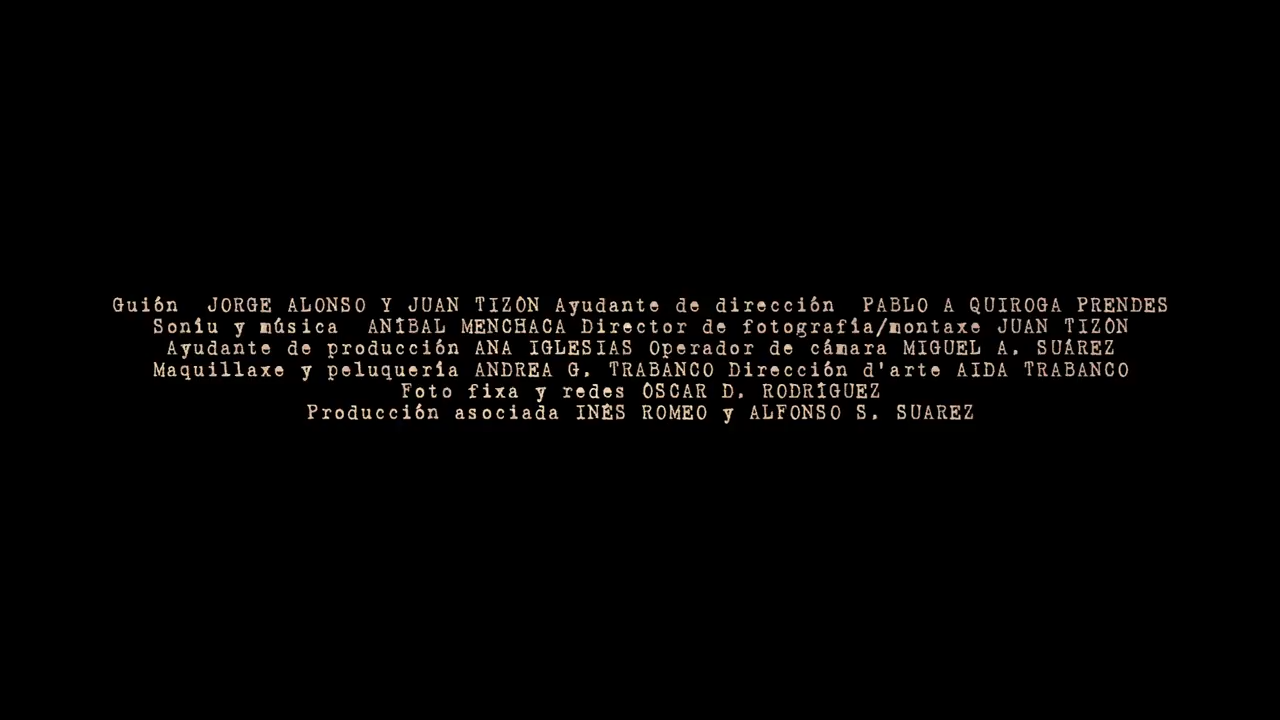 Guión JORGE ALONSO Y JUAN TIZÓN Ayudante de dirección PABLO A QUIROGA PRENDES
Soníu y música ANÍBAL MENCHACA Director de fotografía/montaxe JUAN TIZÓN
Ayudante de producción ANA IGLESIAS Operador de cámara MIGUEL A. SUÁREZ
Maquillaxe y peluquería ANDREA G. TRABANCO Dirección d'arte AIDA TRABANCO
Foto fixa y redes ÓSCAR D. RODRÍGUEZ
Producción asociada INÉS ROMEO y ALFONSO S. SUAREZ